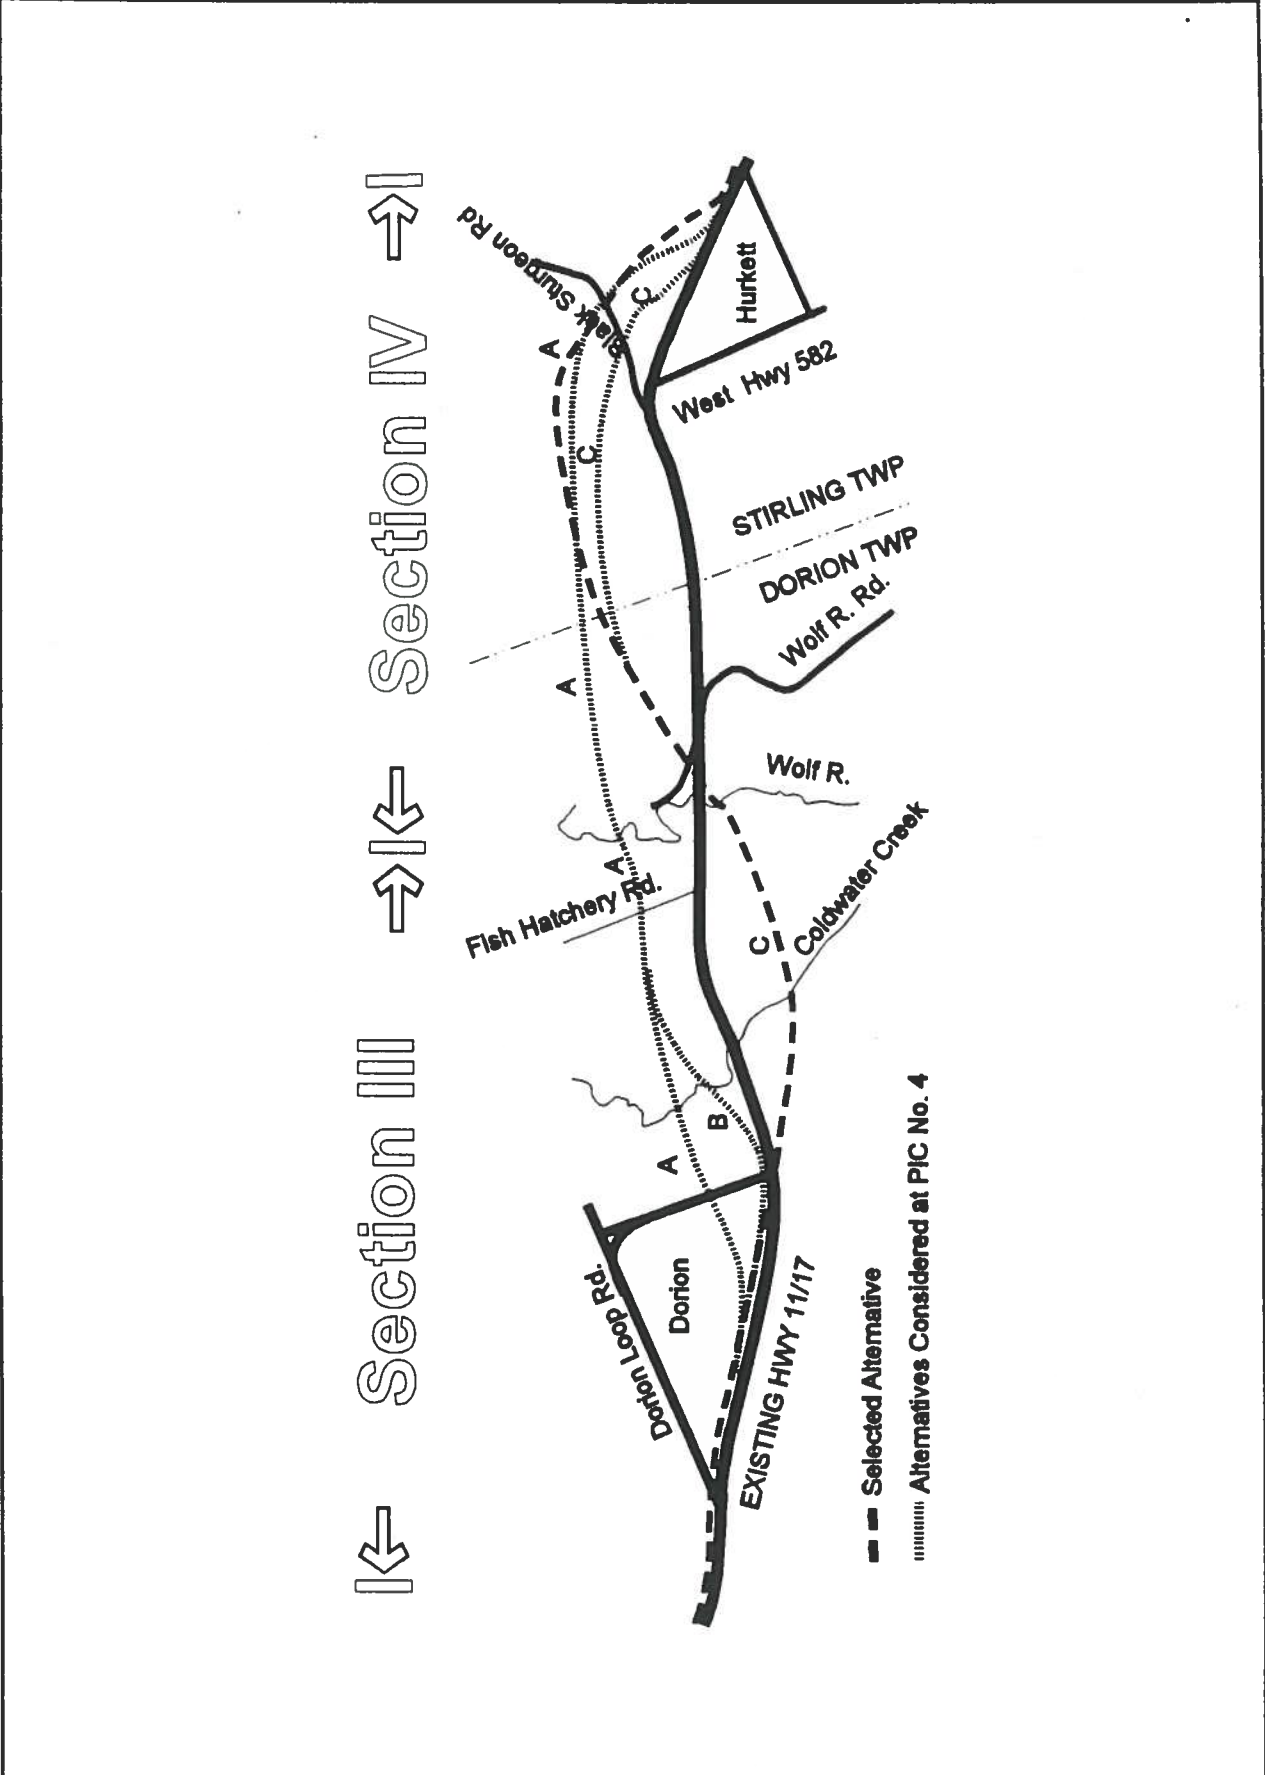 Section III
Section IV
Black Sturgeon Rd
A
C
C
A
A
A
B
C
Hurkett
West Hwy 582
STIRLING TWP
DORION TWP
Wolf R. Rd.
Wolf R.
Fish Hatchery Rd.
Coldwater Creek
Dorion Loop Rd.
Dorion
EXISTING HWY 11/17
Selected Alternative
Alternatives Considered at PIC No. 4